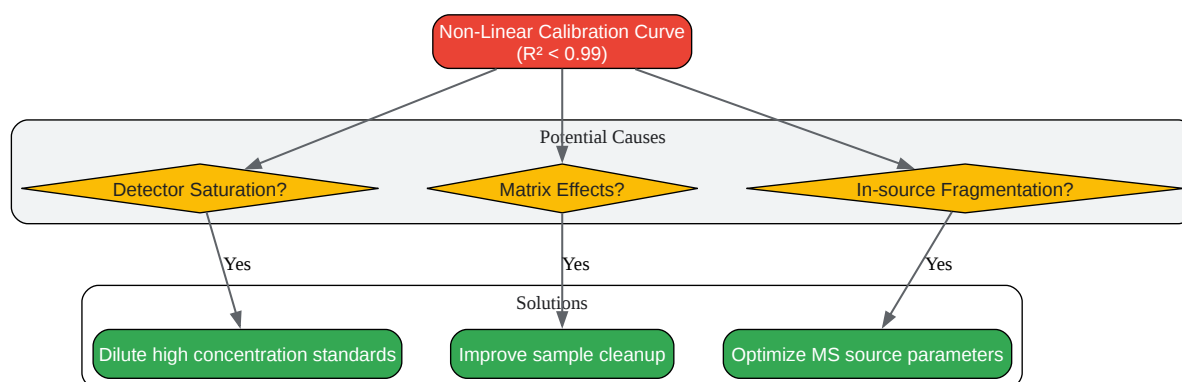 Non-Linear Calibration Curve
(R² < 0.99)
Potential Causes
Detector Saturation?
Matrix Effects?
In-source Fragmentation?
Yes
Yes
Yes
Solutions
Dilute high concentration standards
Improve sample cleanup
Optimize MS source parameters